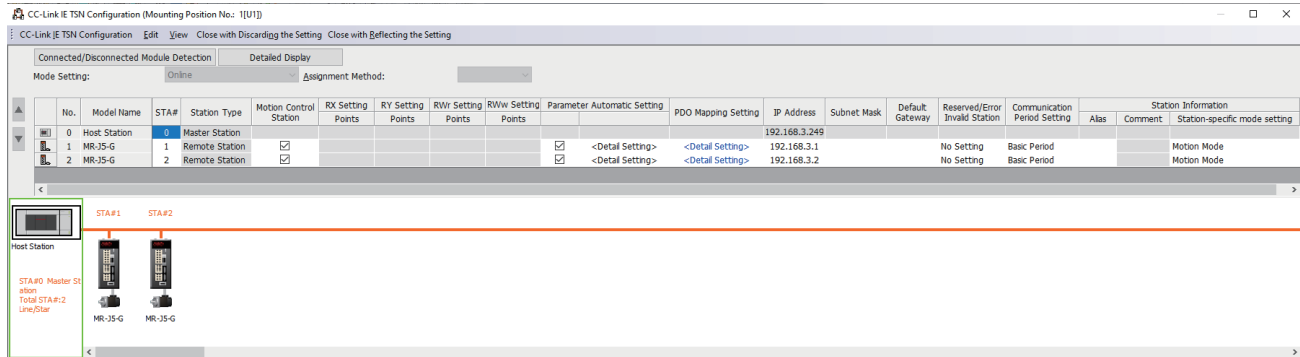 CC-Link IE TSN Configuration (Mounting Position No.: 1[U1])
CC-Link IE TSN Configuration Edit View Close with Discarding the Setting Close with Reflecting the Setting
Connected/Disconnected Module Detection Detailed Display
Mode Setting: Online Assignment Method:
No. Model Name STA# Station Type Motion Control Station RX Setting Points RY Setting Points RWr Setting Points RWw Setting Points Parameter Automatic Setting PDO Mapping Setting IP Address Subnet Mask Default Gateway Reserved/Error Invalid Station Communication Period Setting Station Information Alias Comment Station-specific mode setting
0 Host Station 0 Master Station 192.168.3.249
1 MR-J5-G 1 Remote Station <Detail Setting> <Detail Setting> 192.168.3.1 No Setting Basic Period Motion Mode
2 MR-J5-G 2 Remote Station <Detail Setting> <Detail Setting> 192.168.3.2 No Setting Basic Period Motion Mode
STA#1 STA#2
Host Station
STA#0 Master St
ation
Total STA#:2
Line/Star
MR-J5-G MR-J5-G